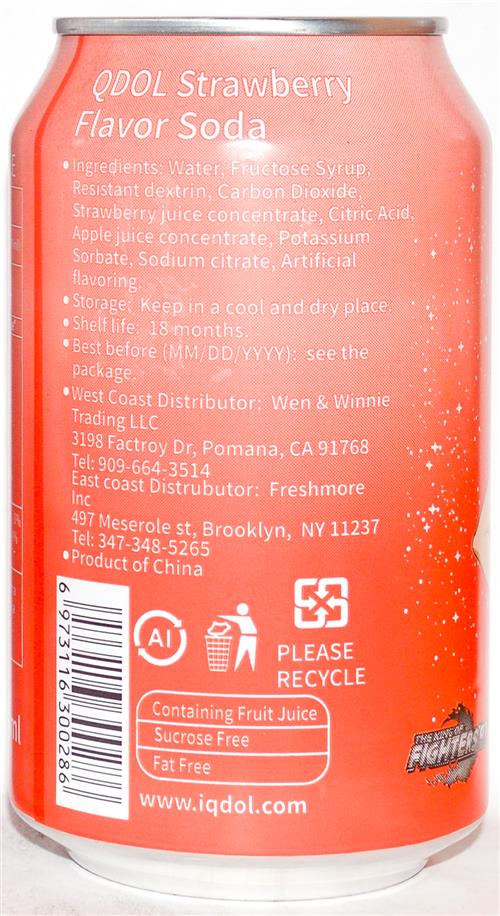 QDOL Strawberry
Flavor Soda
• Ingredients: Water, Fructose Syrup,
Resistant dextrin, Carbon Dioxide,
Strawberry juice concentrate, Citric Acid,
Apple juice concentrate, Potassium
Sorbate, Sodium citrate, Artificial
flavoring.
• Storage: Keep in a cool and dry place.
• Shelf life: 18 months.
• Best before (MM/DD/YYYY): see the
package.
• West Coast Distributor: Wen & Winnie
Trading LLC
3198 Factroy Dr, Pomana, CA 91768
Tel: 909-664-3514
East coast Distrubutor: Freshmore
Inc
497 Meserole st, Brooklyn, NY 11237
Tel: 347-348-5265
• Product of China
6 973116 300286
Al
PLEASE
RECYCLE
Containing Fruit Juice
Sucrose Free
Fat Free
www.iqdol.com
THE KING OF
FIGHTERS